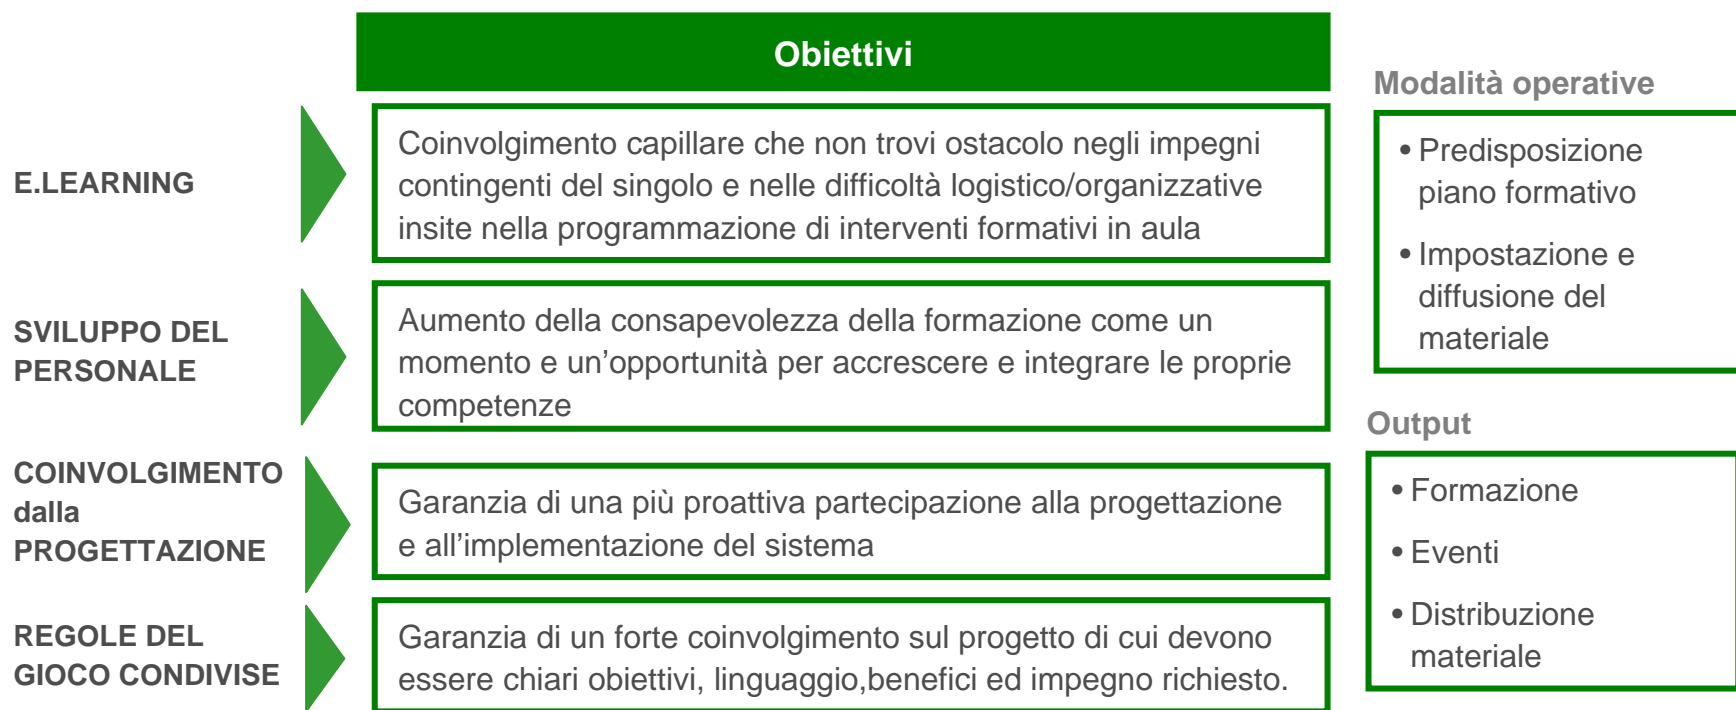 Obiettivi
E.LEARNING
Coinvolgimento capillare che non trovi ostacolo negli impegni
contingenti del singolo e nelle difficoltà logistico/organizzative
insite nella programmazione di interventi formativi in aula
SVILUPPO DEL
PERSONALE
Aumento della consapevolezza della formazione come un
momento e un’opportunità per accrescere e integrare le proprie
competenze
COINVOLGIMENTO
dalla
PROGETTAZIONE
Garanzia di una più proattiva partecipazione alla progettazione
e all’implementazione del sistema
REGOLE DEL
GIOCO CONDIVISE
Garanzia di un forte coinvolgimento sul progetto di cui devono
essere chiari obiettivi, linguaggio,benefici ed impegno richiesto.
Modalità operative
• Predisposizione
piano formativo
• Impostazione e
diffusione del
materiale
Output
• Formazione
• Eventi
• Distribuzione
materiale